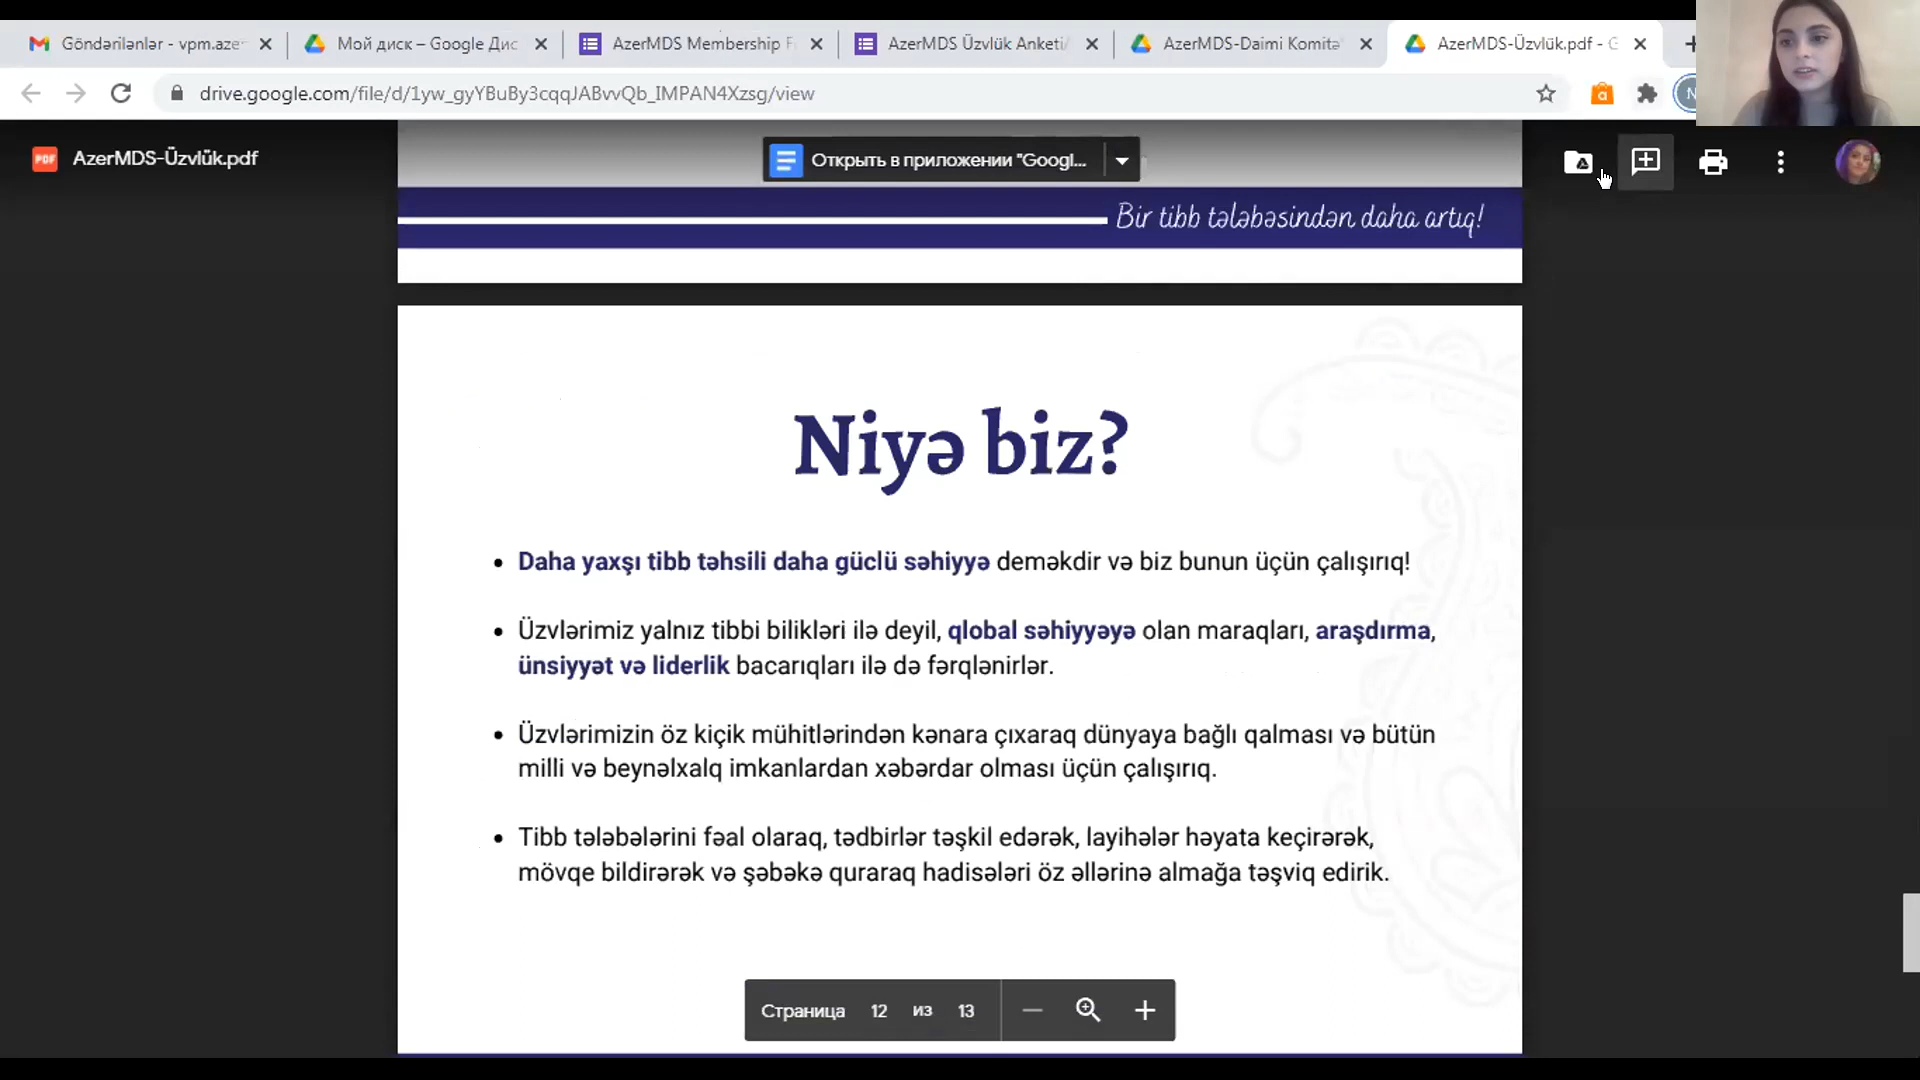 Göndərilənlər - vpm.aze
Мой диск – Google Дис
AzerMDS Membership F
AzerMDS Üzvlük Anketi/
AzerMDS-Daimi Komitə
AzerMDS-Üzvlük.pdf - G
drive.google.com/file/d/1yw_gyYBuBy3cqqJABvvQb_IMPAN4Xzsg/view
N
PDF
AzerMDS-Üzvlük.pdf
Открыть в приложении "Googl...
Bir tibb tələbəsindən daha artıq!
Niyə biz?
• Daha yaxşı tibb təhsili daha güclü səhiyyə deməkdir və biz bunun üçün çalışırıq!
• Üzvlərimiz yalnız tibbi bilikləri ilə deyil, qlobal səhiyyəyə olan maraqları, araşdırma,
ünsiyyət və liderlik bacarıqları ilə də fərqlənirlər.
• Üzvlərimizin öz kiçik mühitlərindən kənara çıxaraq dünyaya bağlı qalması və bütün
milli və beynəlxalq imkanlardan xəbərdar olması üçün çalışırıq.
• Tibb tələbələrini fəal olaraq, tədbirlər təşkil edərək, layihələr həyata keçirərək,
mövqe bildirərək və şəbəkə quraraq hadisələri öz əllərinə almağa təşviq edirik.
Страница 12 из 13